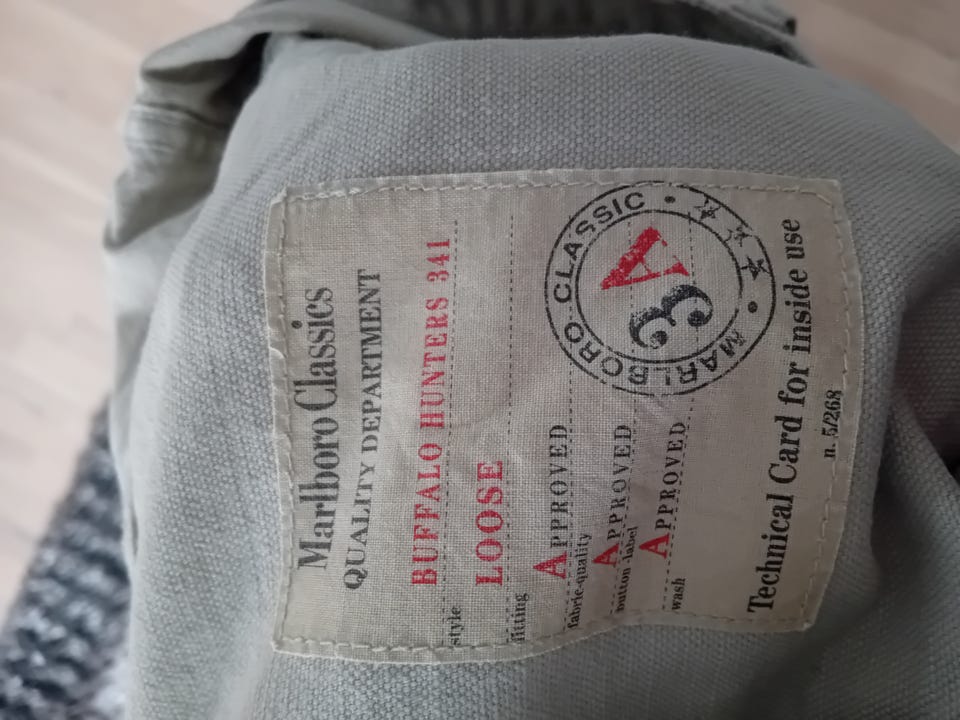 Marlboro Classics
QUALITY DEPARTMENT
BUFFALO HUNTERS 341
style
LOOSE
fitting
APPROVED
fabric-quality
APPROVED
button-label
APPROVED
wash
MARLBORO CLASSIC
3A
Technical Card for inside use
n. 5/268